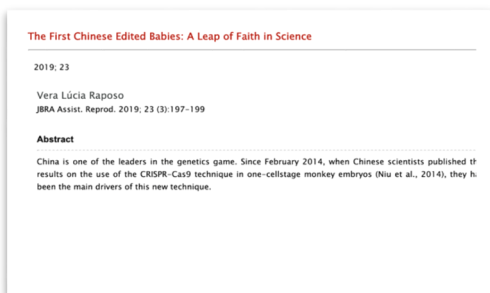 The First Chinese Edited Babies: A Leap of Faith in Science
2019; 23
Vera Lúcia Raposo
JBRA Assist. Reprod. 2019; 23 (3):197-199
Abstract
China is one of the leaders in the genetics game. Since February 2014, when Chinese scientists published
results on the use of the CRISPR-Cas9 technique in one-cellstage monkey embryos (Niu et al., 2014), they
been the main drivers of this new technique.